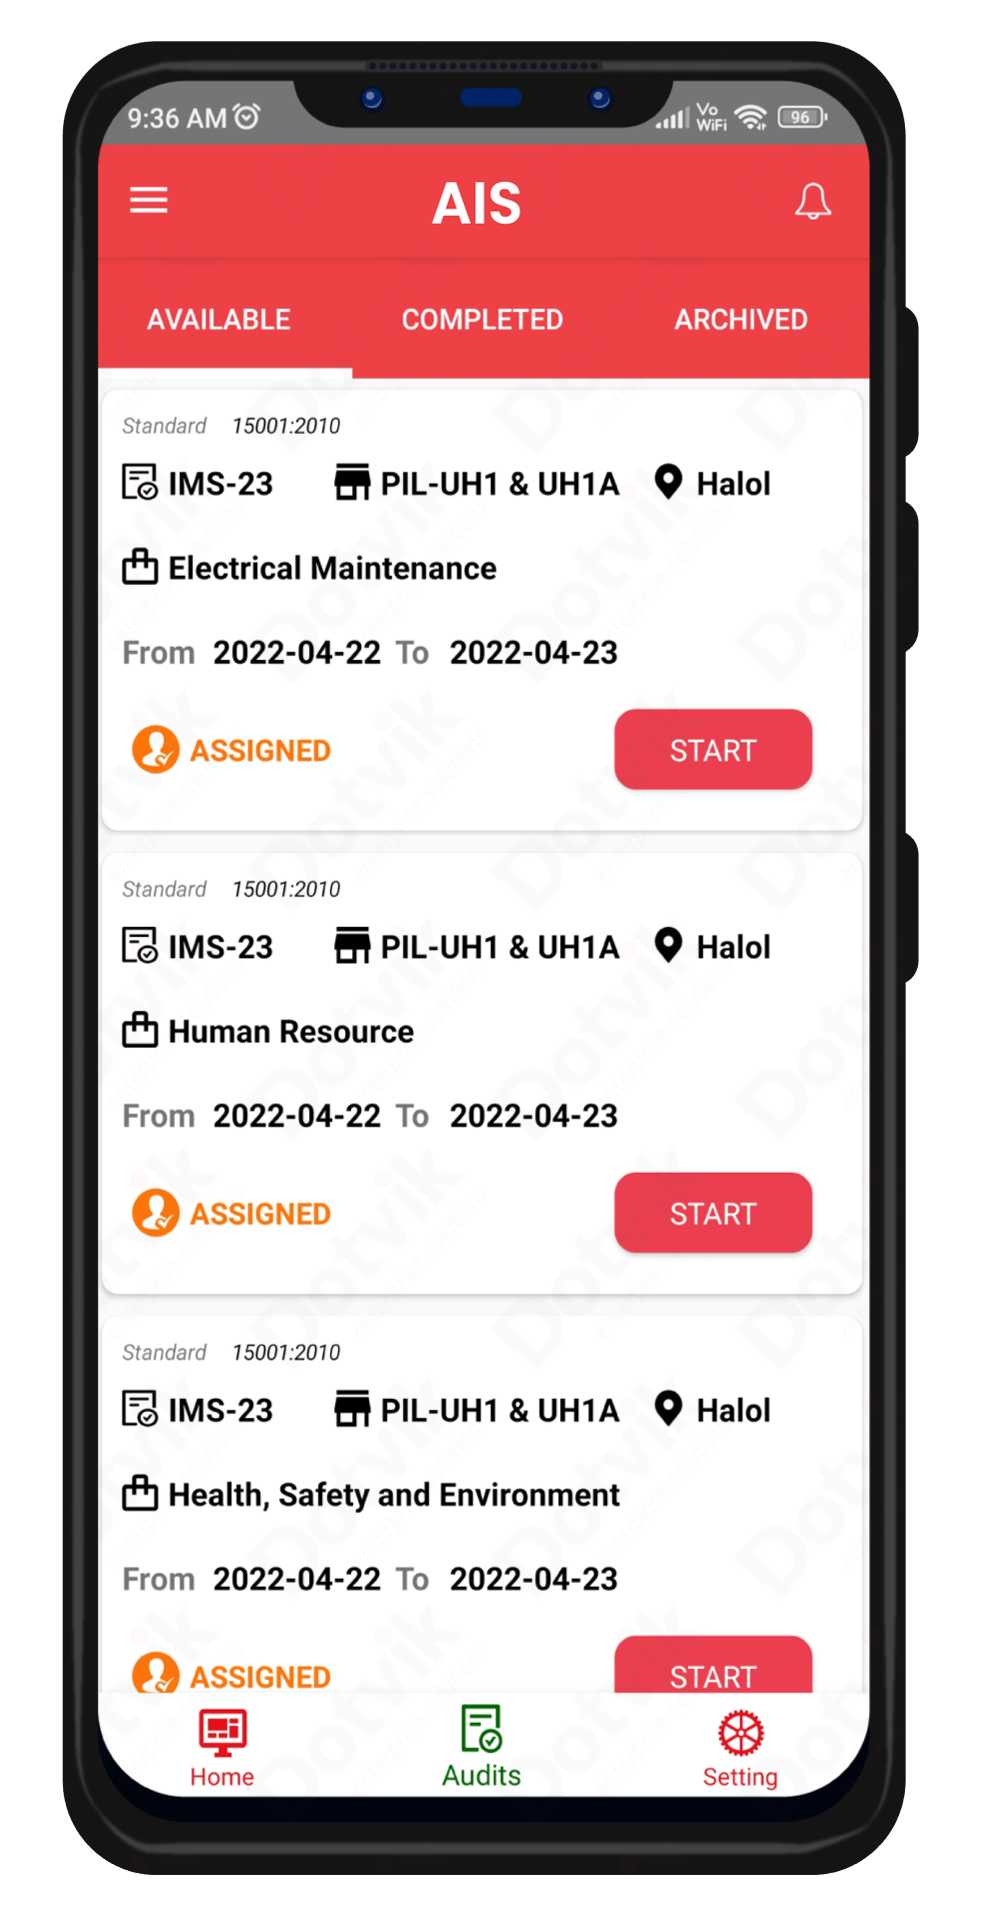 9:36 AM Vo WiFi 96
AIS
AVAILABLE COMPLETED ARCHIVED
Standard 15001:2010
IMS-23 PIL-UH1 & UH1A Halol
Electrical Maintenance
From 2022-04-22 To 2022-04-23
ASSIGNED START
Standard 15001:2010
IMS-23 PIL-UH1 & UH1A Halol
Human Resource
From 2022-04-22 To 2022-04-23
ASSIGNED START
Standard 15001:2010
IMS-23 PIL-UH1 & UH1A Halol
Health, Safety and Environment
From 2022-04-22 To 2022-04-23
ASSIGNED START
Home Audits Setting
Dotvik
enterprise solutions